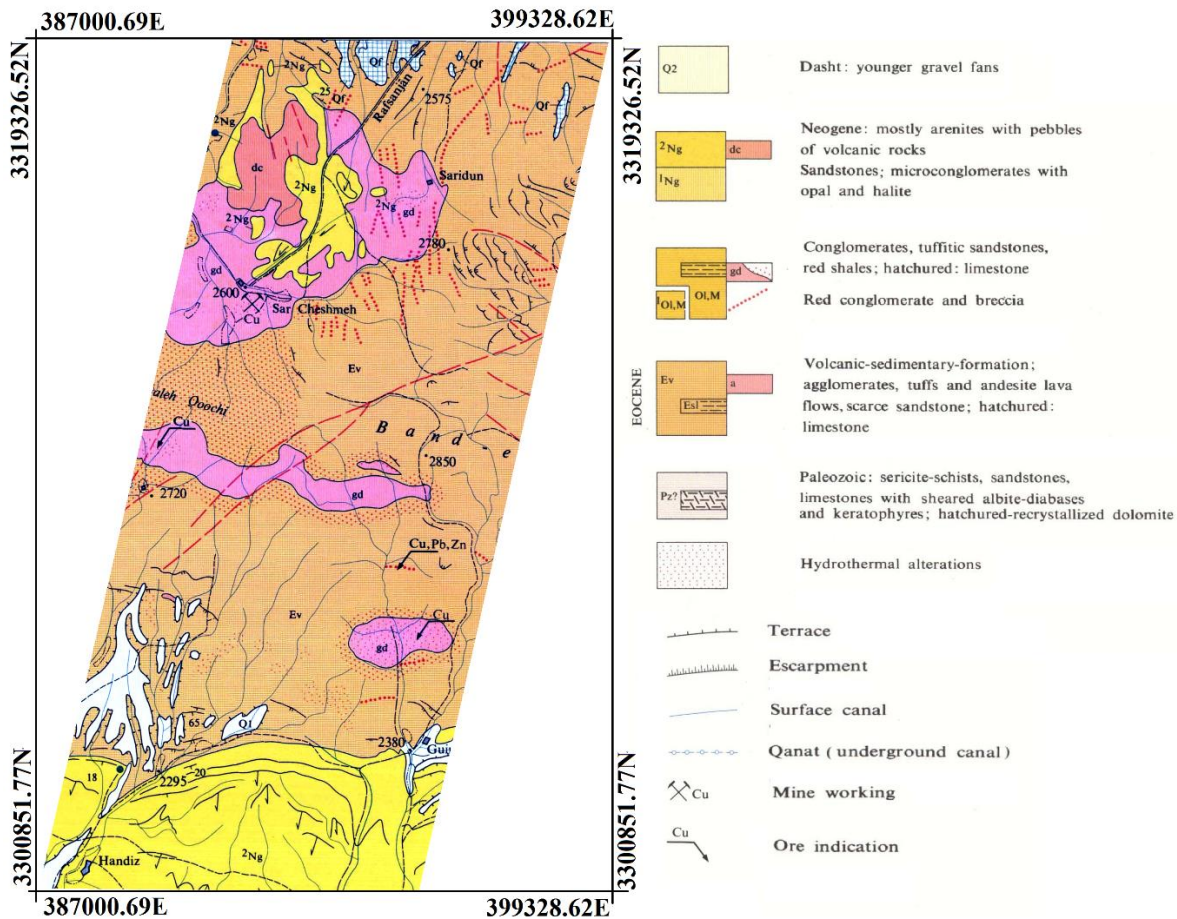 387000.69E
399328.62E
3319326.52N
3319326.52N
2Ng
Qf
Qf
25
Qf
Rafsanjan
2575
Qf
2Ng
dc
2Ng
Saridun
2Ng
2Ng
gd
2780
gd
2600
Cu
Sar Cheshmeh
Ev
aleh Qoochi
Cu
Band-e
2850
gd
2720
Cu,Pb,Zn
Ev
Cu
gd
65
Q1
2380
18
2295
20
2Ng
Handiz
3300851.77N
3300851.77N
387000.69E
399328.62E
Q2
Dasht: younger gravel fans
2Ng
dc
1Ng
Neogene: mostly arenites with pebbles
of volcanic rocks
Sandstones; microconglomerates with
opal and halite
gd
Ol,M
1Ol,M
Conglomerates, tuffitic sandstones,
red shales; hatchured: limestone
Red conglomerate and breccia
EOCENE
Ev
a
Esl
Volcanic-sedimentary-formation;
agglomerates, tuffs and andesite lava
flows, scarce sandstone; hatchured:
limestone
Pz?
Paleozoic: sericite-schists, sandstones,
limestones with sheared albite-diabases
and keratophyres; hatchured-recrystallized dolomite
Hydrothermal alterations
Terrace
Escarpment
Surface canal
Qanat (underground canal)
Cu
Mine working
Cu
Ore indication